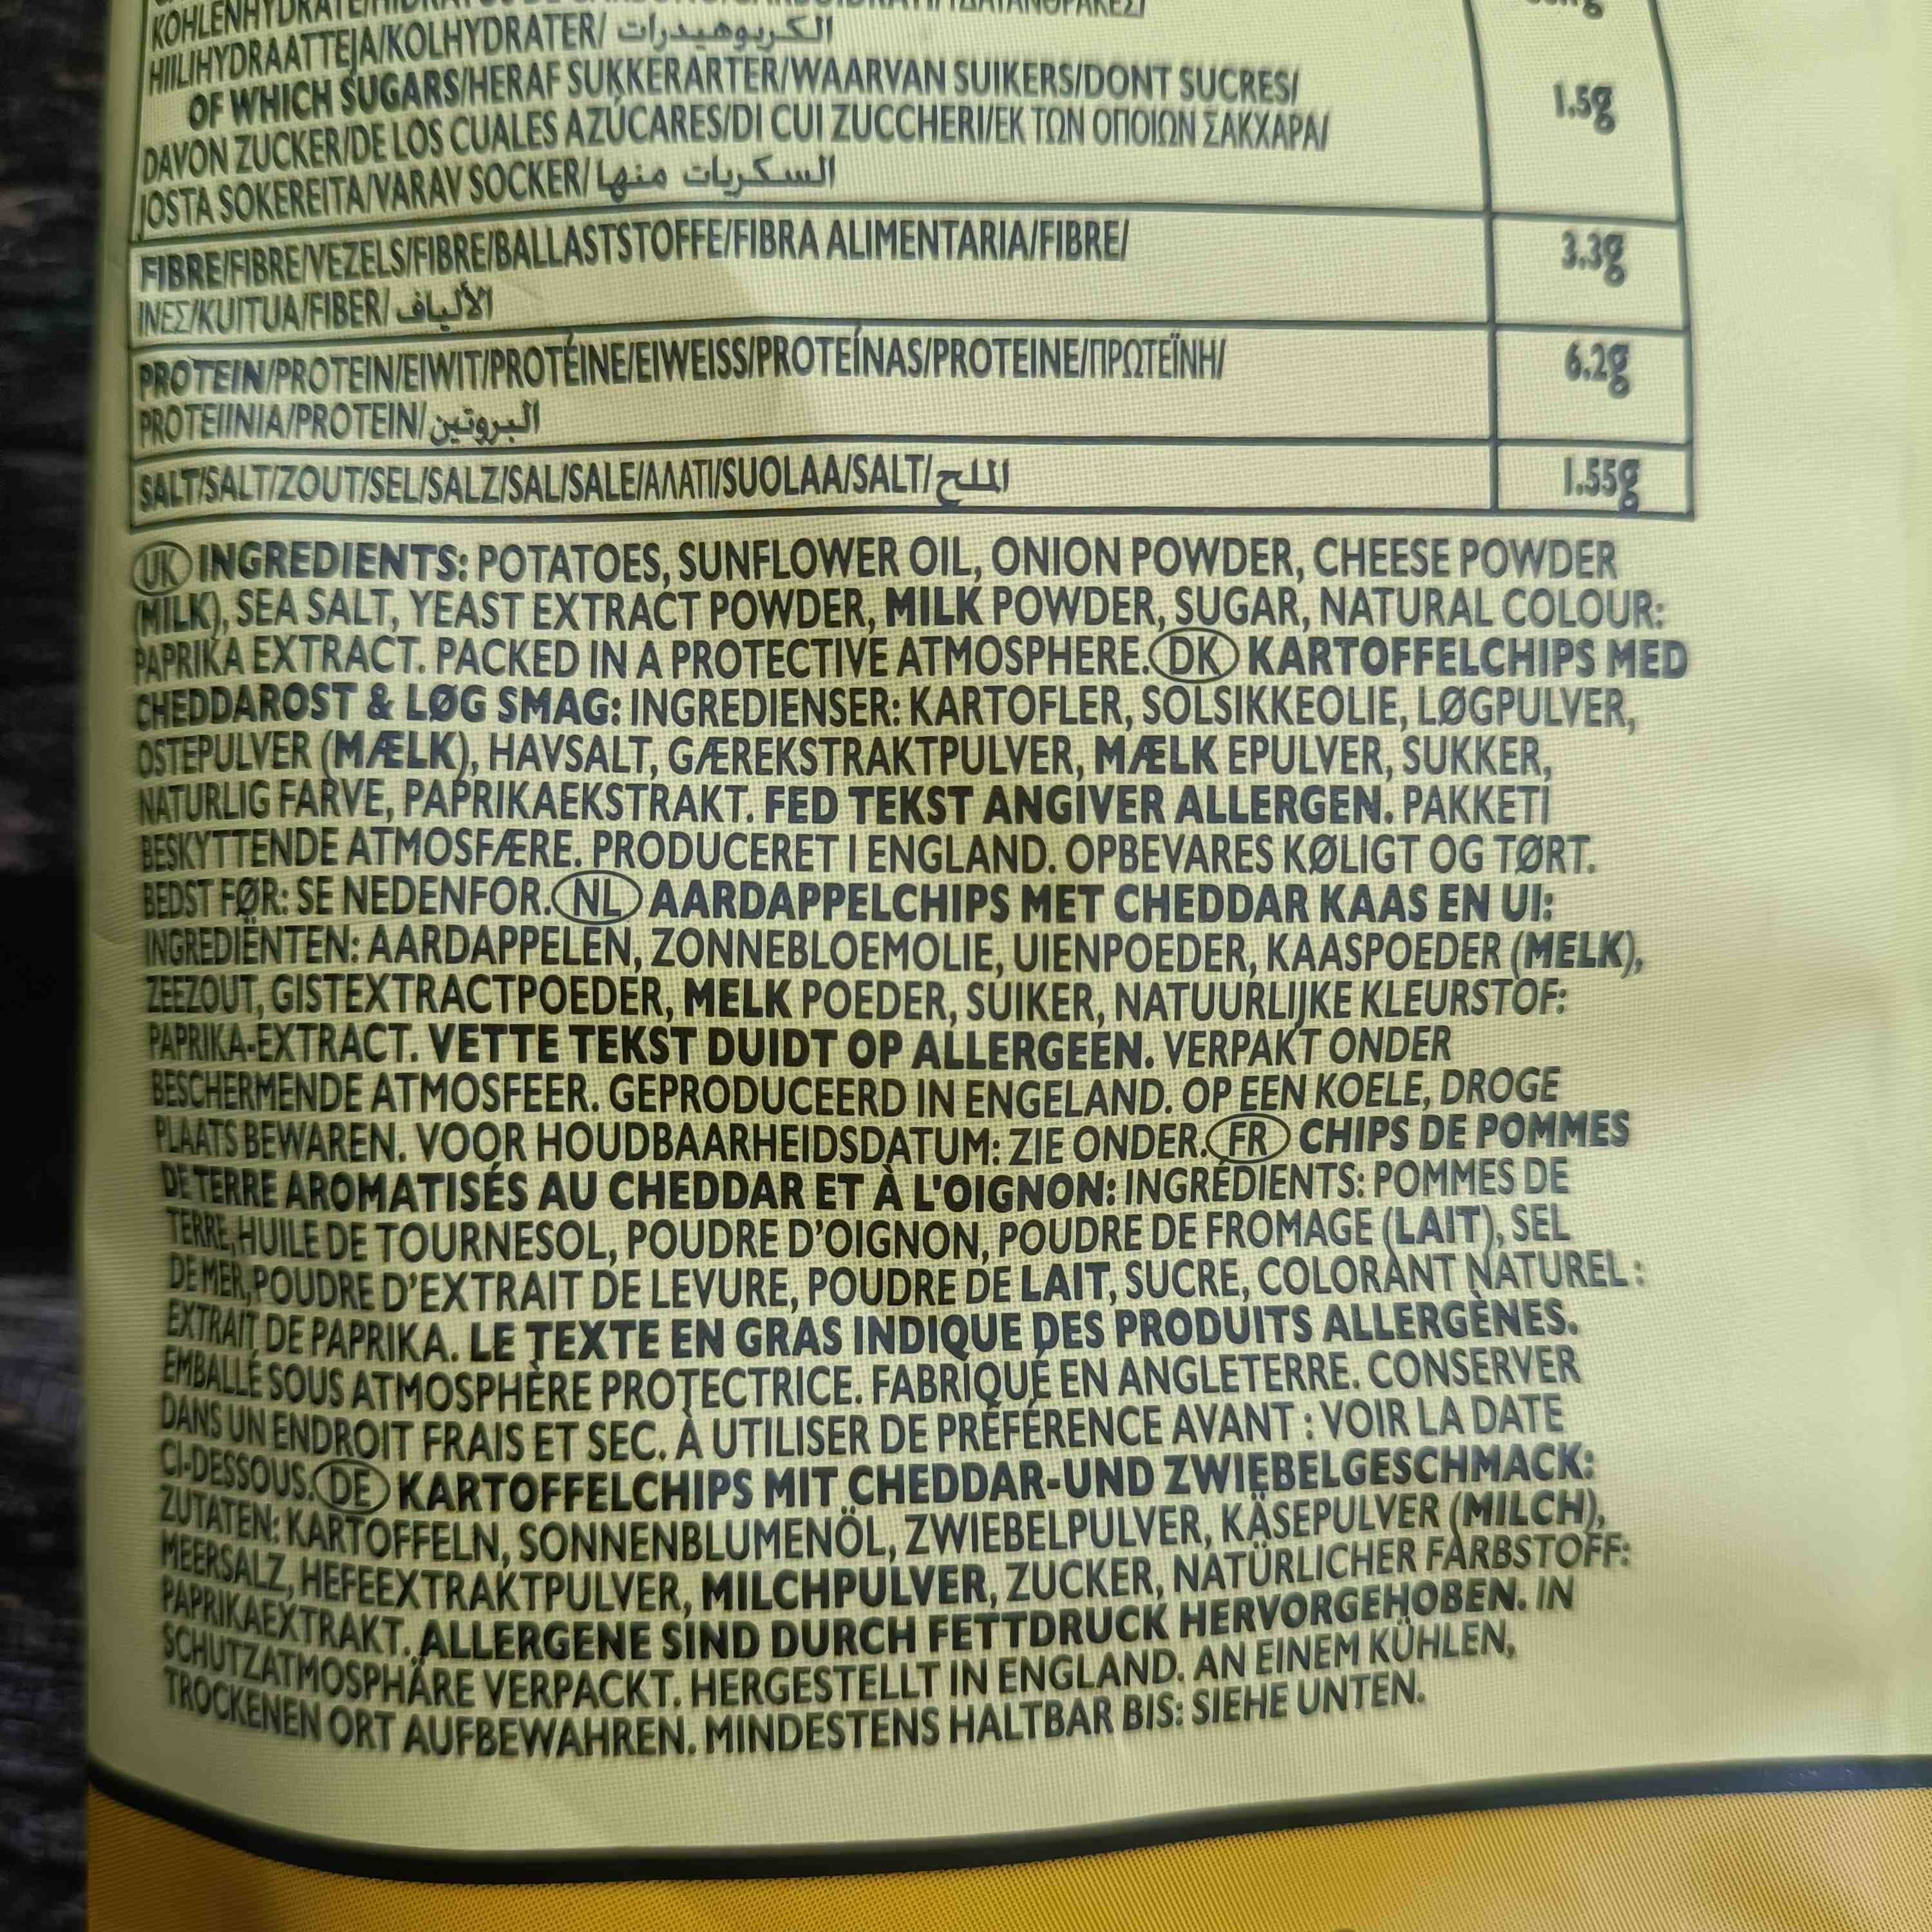 HIILIHYDRAATTEJA/KOLHYDRATER/ الكربوهيدرات
OF WHICH SUGARS/HERAF SUKKERARTER/WAARVAN SUIKERS/DONT SUCRES/
DAVON ZUCKER/DE LOS CUALES AZÚCARES/DI CUI ZUCCHERI/ΕΚ ΤΩΝ ΟΠΟΙΩΝ ΣΑΚΧΑΡΑ/
JOSTA SOKEREITA/VARAV SOCKER/ السكريات منها
1.5g
FIBRE/FIBRE/VEZELS/FIBRE/BALLASTSTOFFE/FIBRA ALIMENTARIA/FIBRE/
ΙΝΕΣ/KUITUA/FIBER/ الألياف
3.3g
PROTEIN/PROTEIN/EIWIT/PROTÉINE/EIWEISS/PROTEÍNAS/PROTEINE/ΠΡΩΤΕΪΝΗ/
PROTEIINIA/PROTEIN/ البروتين
6.2g
SALT/SALT/ZOUT/SEL/SALZ/SAL/SALE/ΑΛΑΤΙ/SUOLAA/SALT/ الملح
1.55g
UK INGREDIENTS: POTATOES, SUNFLOWER OIL, ONION POWDER, CHEESE POWDER
(MILK), SEA SALT, YEAST EXTRACT POWDER, MILK POWDER, SUGAR, NATURAL COLOUR:
PAPRIKA EXTRACT. PACKED IN A PROTECTIVE ATMOSPHERE. DK KARTOFFELCHIPS MED
CHEDDAROST & LØG SMAG: INGREDIENSER: KARTOFLER, SOLSIKKEOLIE, LØGPULVER,
OSTEPULVER (MÆLK), HAVSALT, GÆREKSTRAKTPULVER, MÆLK EPULVER, SUKKER,
NATURLIG FARVE, PAPRIKAEKSTRAKT. FED TEKST ANGIVER ALLERGEN. PAKKETI
BESKYTTENDE ATMOSFÆRE. PRODUCERET I ENGLAND. OPBEVARES KØLIGT OG TØRT.
BEDST FØR: SE NEDENFOR. NL AARDAPPELCHIPS MET CHEDDAR KAAS EN UI:
INGREDIËNTEN: AARDAPPELEN, ZONNEBLOEMOLIE, UIENPOEDER, KAASPOEDER (MELK),
ZEEZOUT, GISTEXTRACTPOEDER, MELK POEDER, SUIKER, NATUURLIJKE KLEURSTOF:
PAPRIKA-EXTRACT. VETTE TEKST DUIDT OP ALLERGEEN. VERPAKT ONDER
BESCHERMENDE ATMOSFEER. GEPRODUCEERD IN ENGELAND. OP EEN KOELE, DROGE
PLAATS BEWAREN. VOOR HOUDBAARHEIDSDATUM: ZIE ONDER. FR CHIPS DE POMMES
DE TERRE AROMATISÉS AU CHEDDAR ET À L'OIGNON: INGRÉDIENTS: POMMES DE
TERRE, HUILE DE TOURNESOL, POUDRE D'OIGNON, POUDRE DE FROMAGE (LAIT), SEL
DE MER, POUDRE D'EXTRAIT DE LEVURE, POUDRE DE LAIT, SUCRE, COLORANT NATUREL :
EXTRAIT DE PAPRIKA. LE TEXTE EN GRAS INDIQUE DES PRODUITS ALLERGÈNES.
EMBALLÉ SOUS ATMOSPHÈRE PROTECTRICE. FABRIQUÉ EN ANGLETERRE. CONSERVER
DANS UN ENDROIT FRAIS ET SEC. À UTILISER DE PRÉFÉRENCE AVANT : VOIR LA DATE
CI-DESSOUS. DE KARTOFFELCHIPS MIT CHEDDAR-UND ZWIEBELGESCHMACK:
ZUTATEN: KARTOFFELN, SONNENBLUMENÖL, ZWIEBELPULVER, KÄSEPULVER (MILCH),
MEERSALZ, HEFEEXTRAKTPULVER, MILCHPULVER, ZUCKER, NATÜRLICHER FARBSTOFF:
PAPRIKAEXTRAKT. ALLERGENE SIND DURCH FETTDRUCK HERVORGEHOBEN. IN
SCHUTZATMOSPHÄRE VERPACKT. HERGESTELLT IN ENGLAND. AN EINEM KÜHLEN,
TROCKENEN ORT AUFBEWAHREN. MINDESTENS HALTBAR BIS: SIEHE UNTEN.